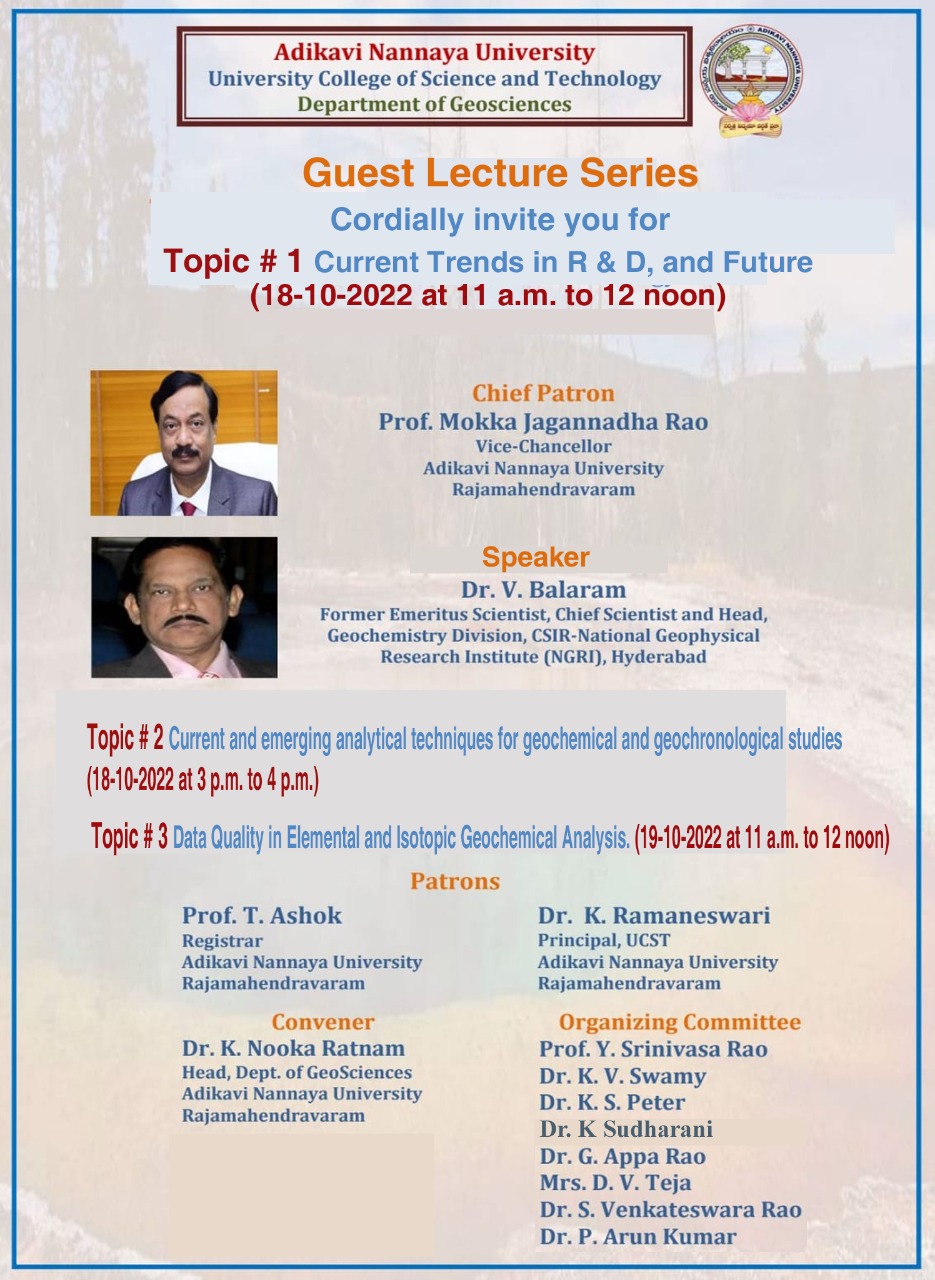 Adikavi Nannaya University
University College of Science and Technology
Department of Geosciences
ADIKAVI NANNAYA UNIVERSITY
Guest Lecture Series
Cordially invite you for
Topic # 1 Current Trends in R & D, and Future
(18-10-2022 at 11 a.m. to 12 noon)
Chief Patron
Prof. Mokka Jagannadha Rao
Vice-Chancellor
Adikavi Nannaya University
Rajamahendravaram
Speaker
Dr. V. Balaram
Former Emeritus Scientist, Chief Scientist and Head,
Geochemistry Division, CSIR-National Geophysical
Research Institute (NGRI), Hyderabad
Topic # 2 Current and emerging analytical techniques for geochemical and geochronological studies
(18-10-2022 at 3 p.m. to 4 p.m.)
Topic # 3 Data Quality in Elemental and Isotopic Geochemical Analysis. (19-10-2022 at 11 a.m. to 12 noon)
Patrons
Prof. T. Ashok
Registrar
Adikavi Nannaya University
Rajamahendravaram
Dr. K. Ramaneswari
Principal, UCST
Adikavi Nannaya University
Rajamahendravaram
Convener
Dr. K. Nooka Ratnam
Head, Dept. of GeoSciences
Adikavi Nannaya University
Rajamahendravaram
Organizing Committee
Prof. Y. Srinivasa Rao
Dr. K. V. Swamy
Dr. K. S. Peter
Dr. K Sudharani
Dr. G. Appa Rao
Mrs. D. V. Teja
Dr. S. Venkateswara Rao
Dr. P. Arun Kumar